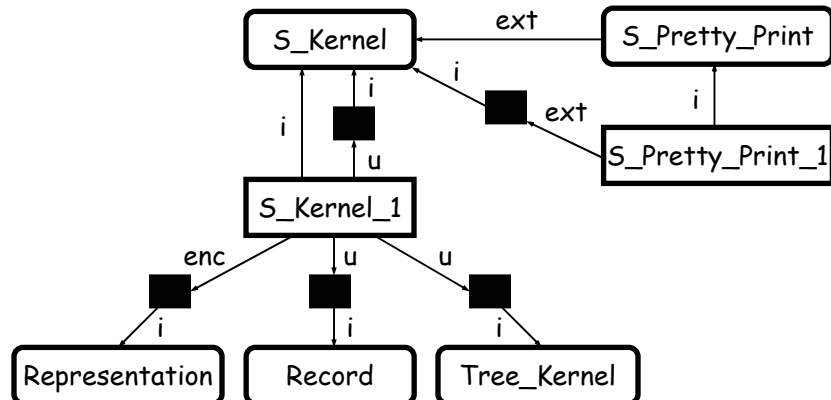 ext
S_Kernel
S_Pretty_Print
i
i
ext
i
i
u
S_Pretty_Print_1
S_Kernel_1
enc
u
u
i
i
i
Representation
Record
Tree_Kernel